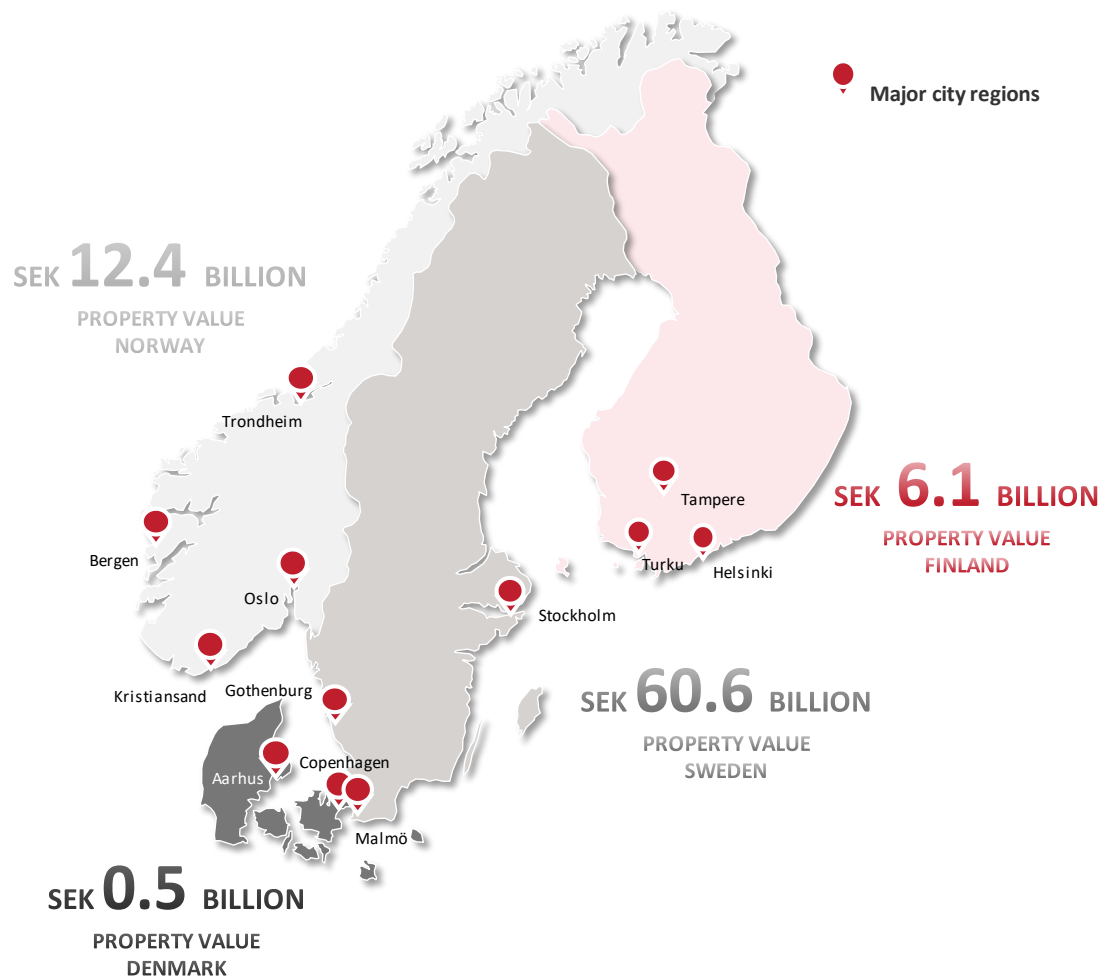 Major city regions
SEK 12.4 BILLION
PROPERTY VALUE
NORWAY
Trondheim
SEK 6.1 BILLION
PROPERTY VALUE
FINLAND
Tampere
Bergen
Turku
Helsinki
Oslo
Stockholm
Kristiansand
Gothenburg
SEK 60.6 BILLION
PROPERTY VALUE
SWEDEN
Copenhagen
Aarhus
Malmö
SEK 0.5 BILLION
PROPERTY VALUE
DENMARK